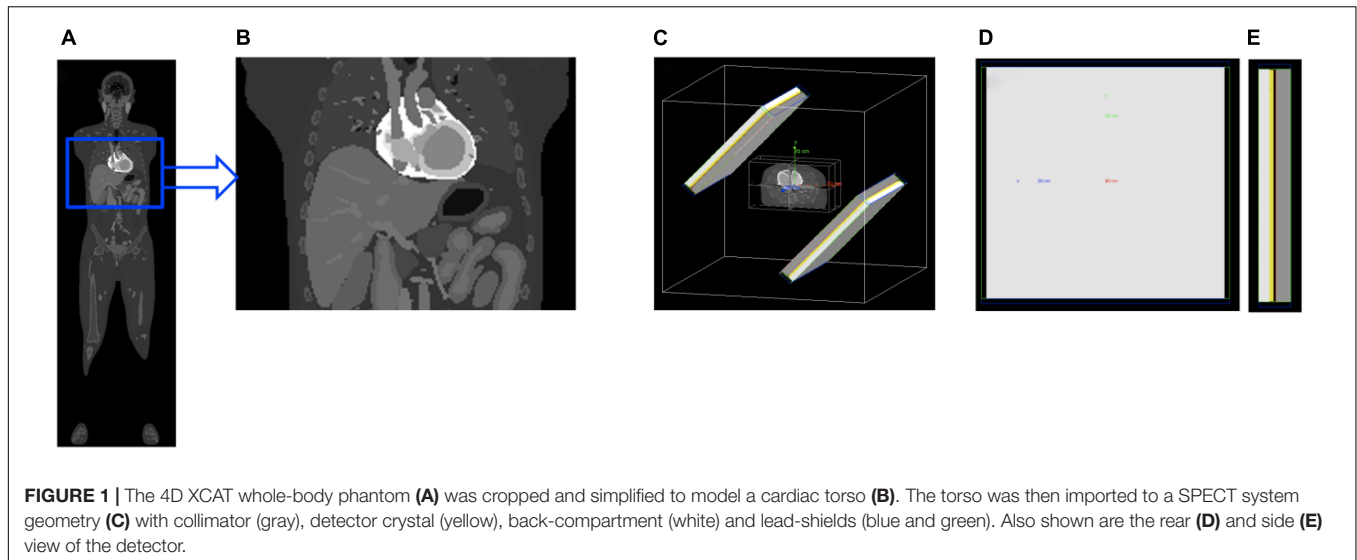 A B C D E
FIGURE 1 | The 4D XCAT whole-body phantom (A) was cropped and simplified to model a cardiac torso (B). The torso was then imported to a SPECT system
geometry (C) with collimator (gray), detector crystal (yellow), back-compartment (white) and lead-shields (blue and green). Also shown are the rear (D) and side (E)
view of the detector.